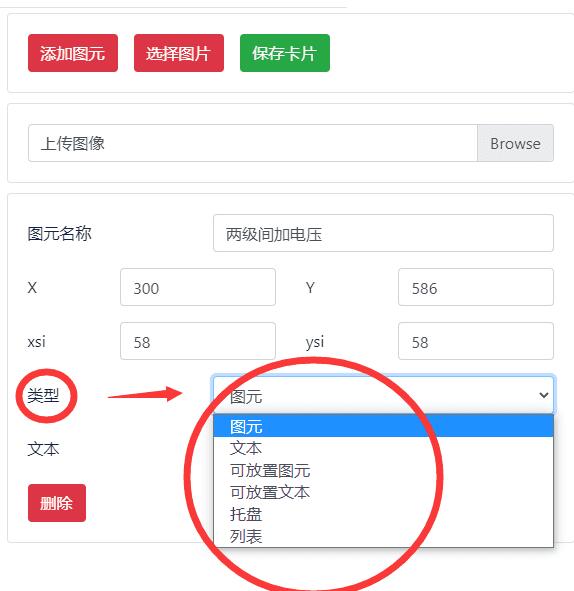 添加图元 选择图片 保存卡片
上传图像 Browse
图元名称 两级间加电压
X 300 Y 586
xsi 58 ysi 58
类型 图元
图元
文本 文本
可放置图元
可放置文本
删除 托盘
列表